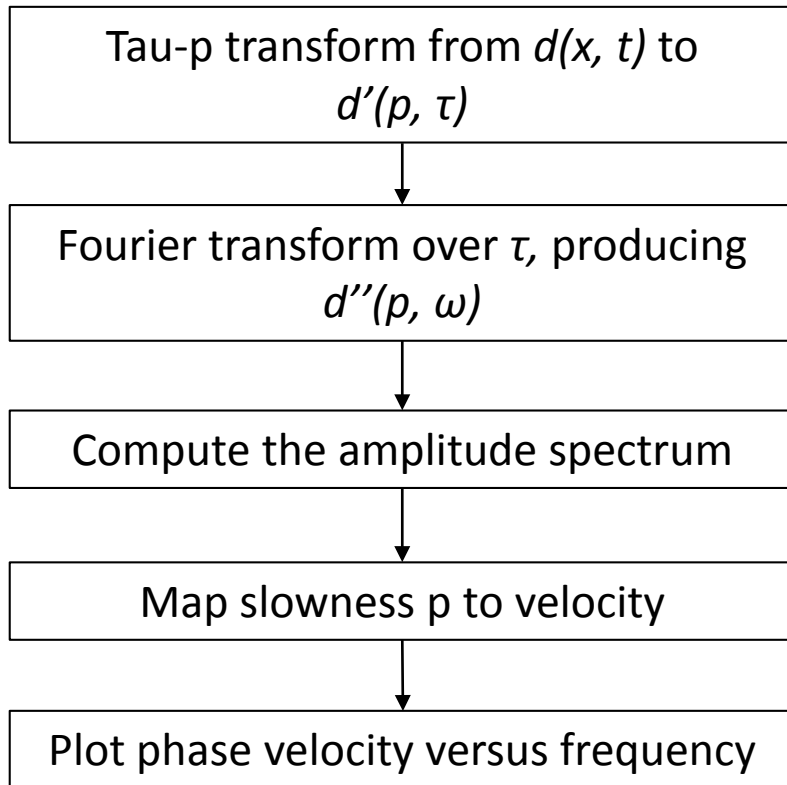 Tau-p transform from d(x, t) to
d’(p, τ)
Fourier transform over τ, producing
d’’(p, ω)
Compute the amplitude spectrum
Map slowness p to velocity
Plot phase velocity versus frequency